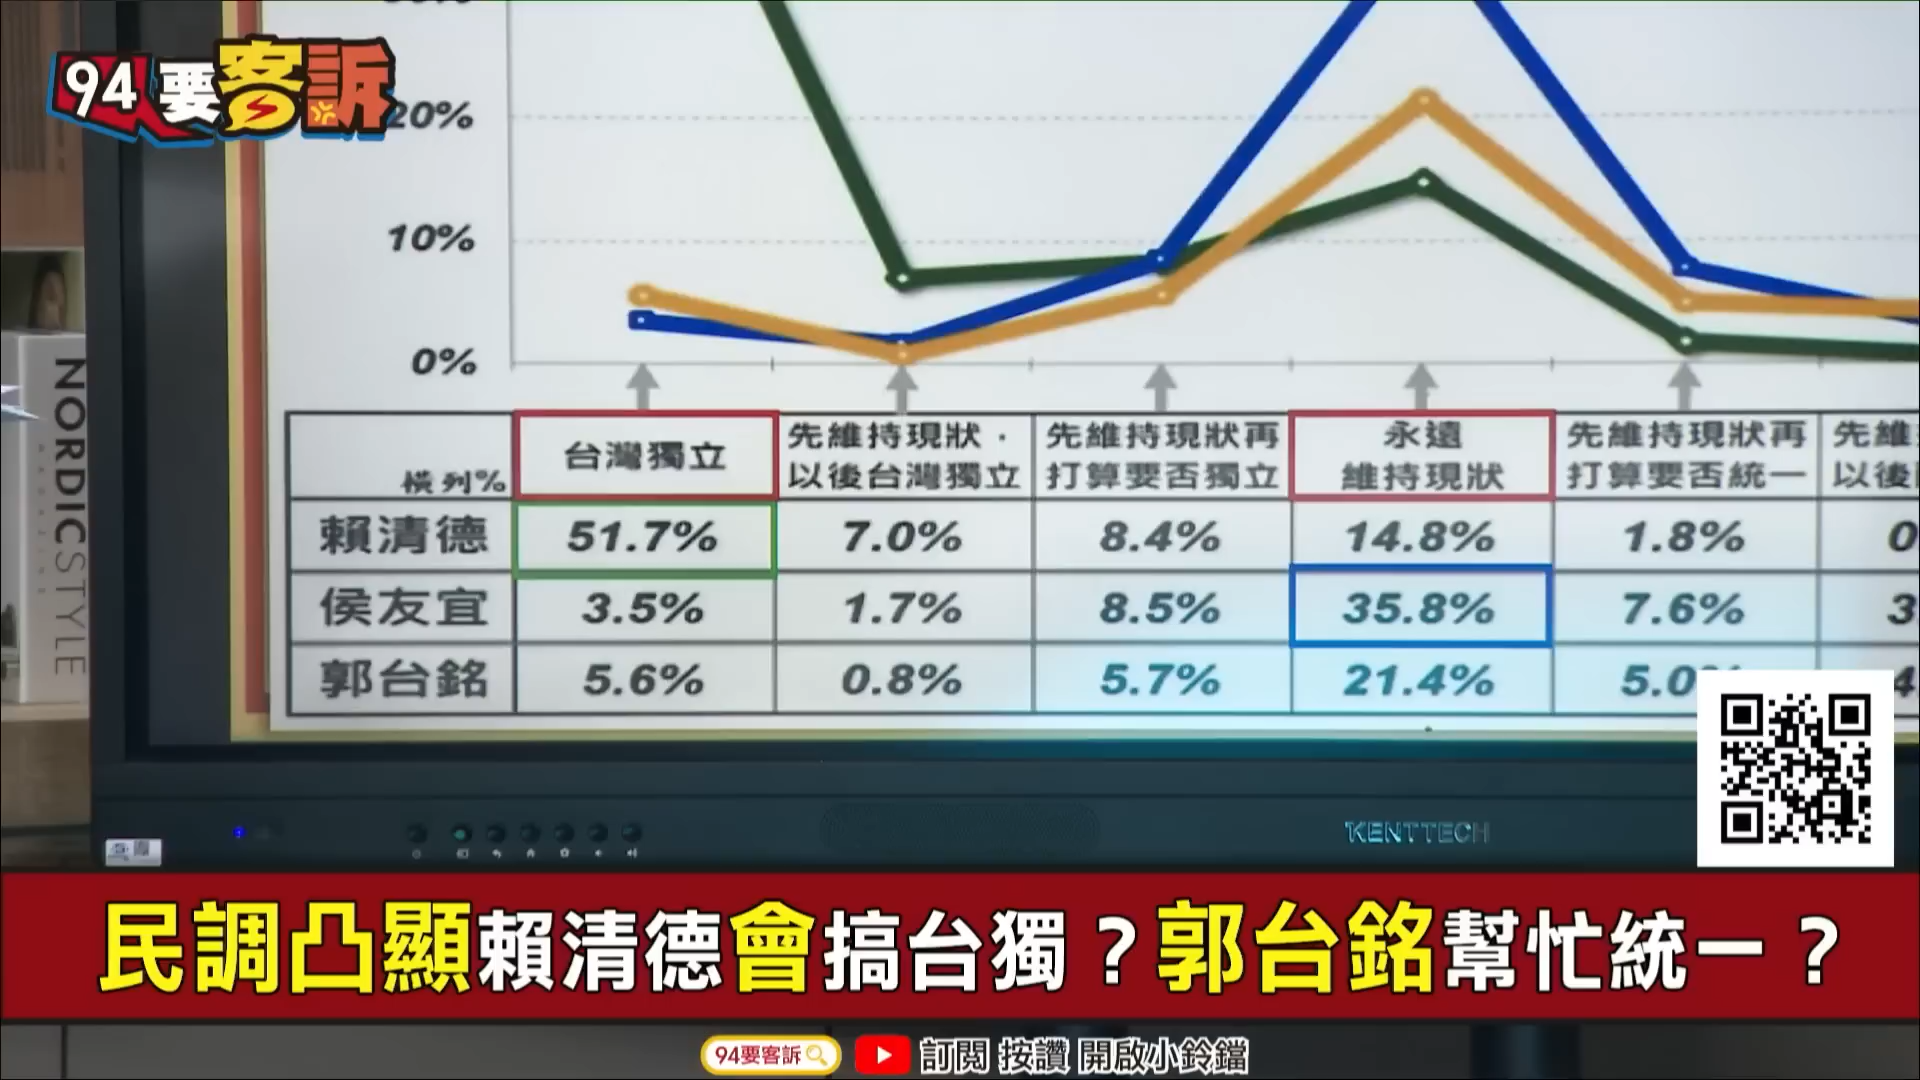 94要客訴
20%
10%
0%
橫列%
台灣獨立
先維持現狀，
以後台灣獨立
先維持現狀再
打算要否獨立
永遠
維持現狀
先維持現狀再
打算要否統一
先維
以後
賴清德 51.7% 7.0% 8.4% 14.8% 1.8%
侯友宜 3.5% 1.7% 8.5% 35.8% 7.6%
郭台銘 5.6% 0.8% 5.7% 21.4% 5.0
NORDICSTYLE
KENTTECH
民調凸顯賴清德會搞台獨？郭台銘幫忙統一？
94要客訴 訂閱 按讚 開啟小鈴鐺